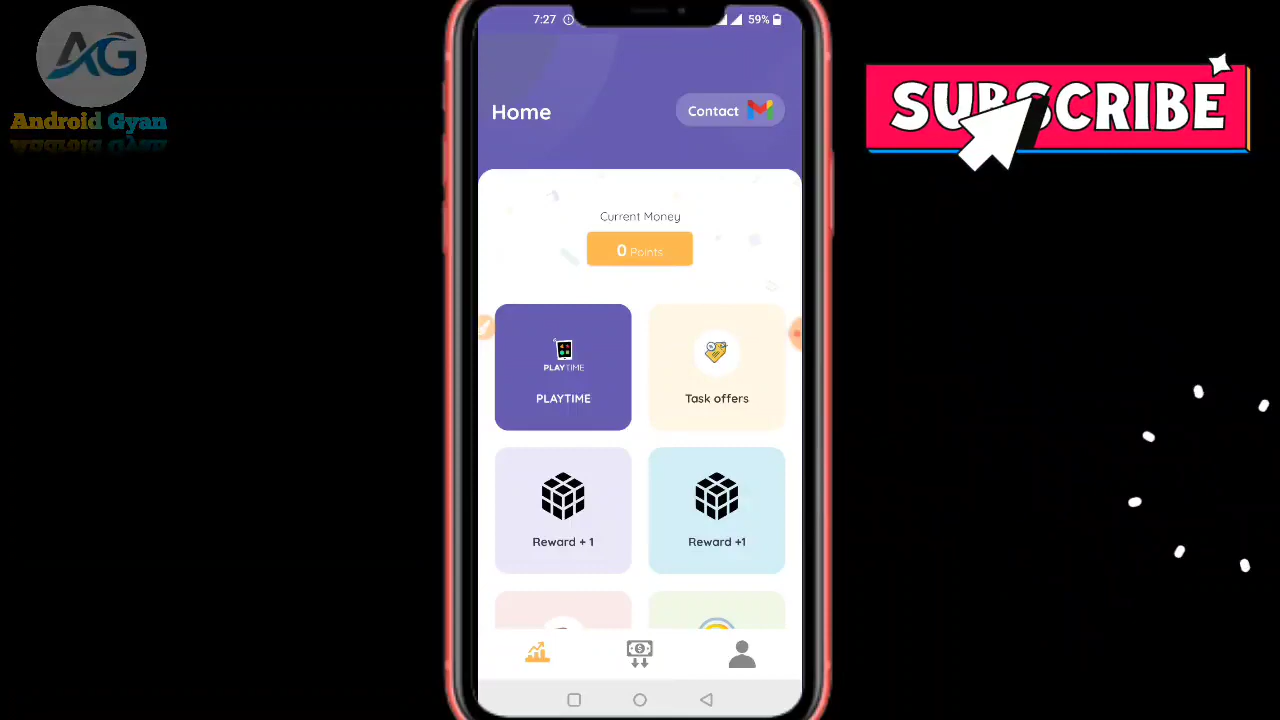 AG
Android Gyan
7:27
59%
Home
Contact
SUBSCRIBE
Current Money
0 Points
PLAYTIME
PLAYTIME
Task offers
Reward + 1
Reward +1